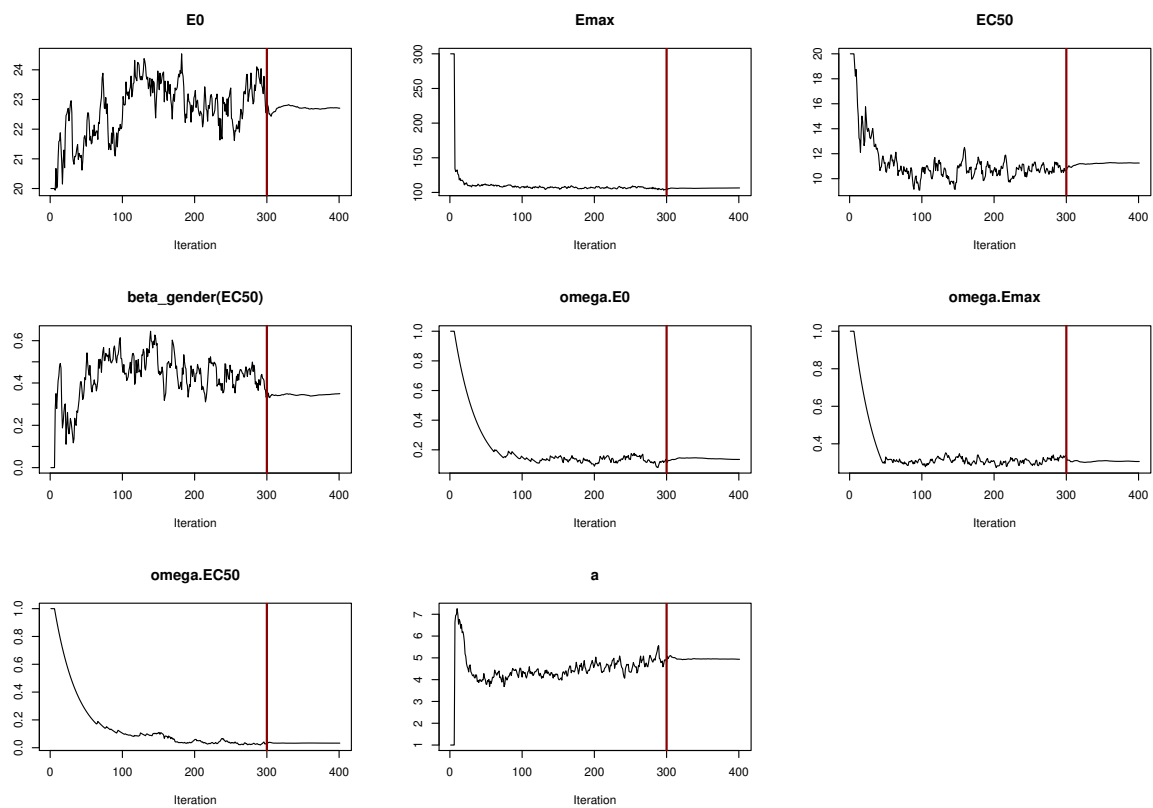 E0 Emax EC50
20 21 22 23 24
100 150 200 250 300
10 12 14 16 18 20
0 100 200 300 400 0 100 200 300 400 0 100 200 300 400
Iteration Iteration Iteration
beta_gender(EC50) omega.E0 omega.Emax
0.0 0.2 0.4 0.6
0.2 0.4 0.6 0.8 1.0
0.4 0.6 0.8 1.0
0 100 200 300 400 0 100 200 300 400 0 100 200 300 400
Iteration Iteration Iteration
omega.EC50 a
0.0 0.2 0.4 0.6 0.8 1.0
1 2 3 4 5 6 7
0 100 200 300 400 0 100 200 300 400
Iteration Iteration